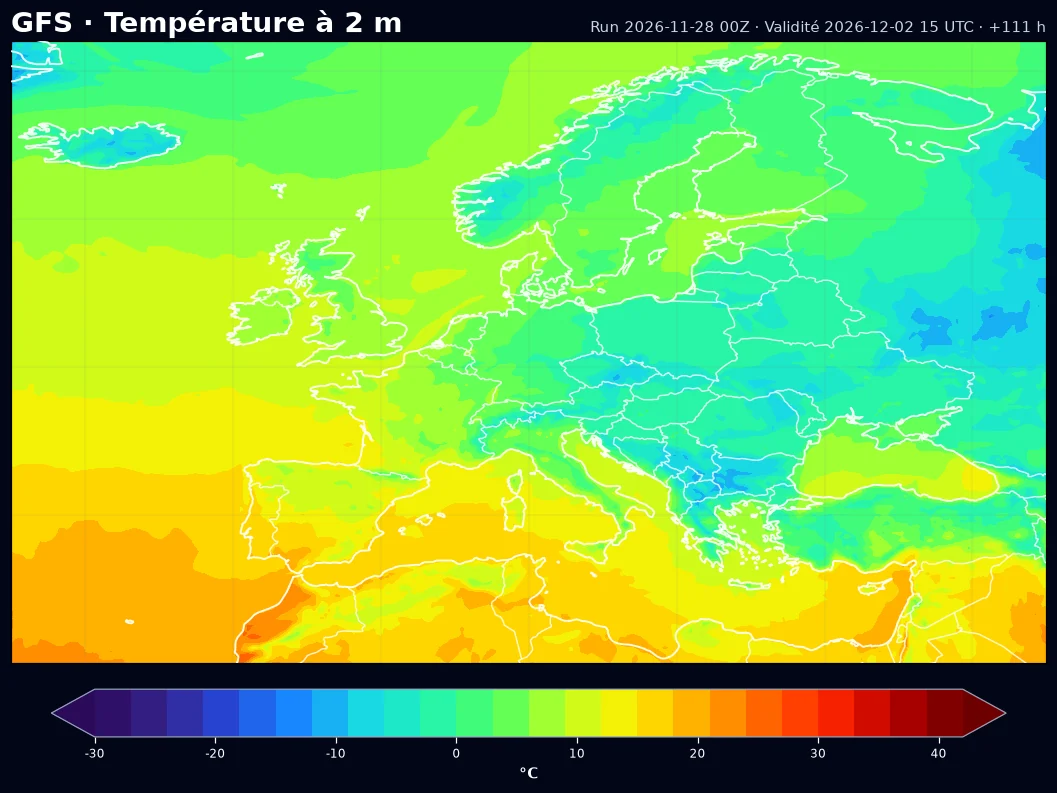 GFS · Température à 2 m
Run 2026-11-28 00Z · Validité 2026-12-02 15 UTC · +111 h
-30 -20 -10 0 10 20 30 40
°C